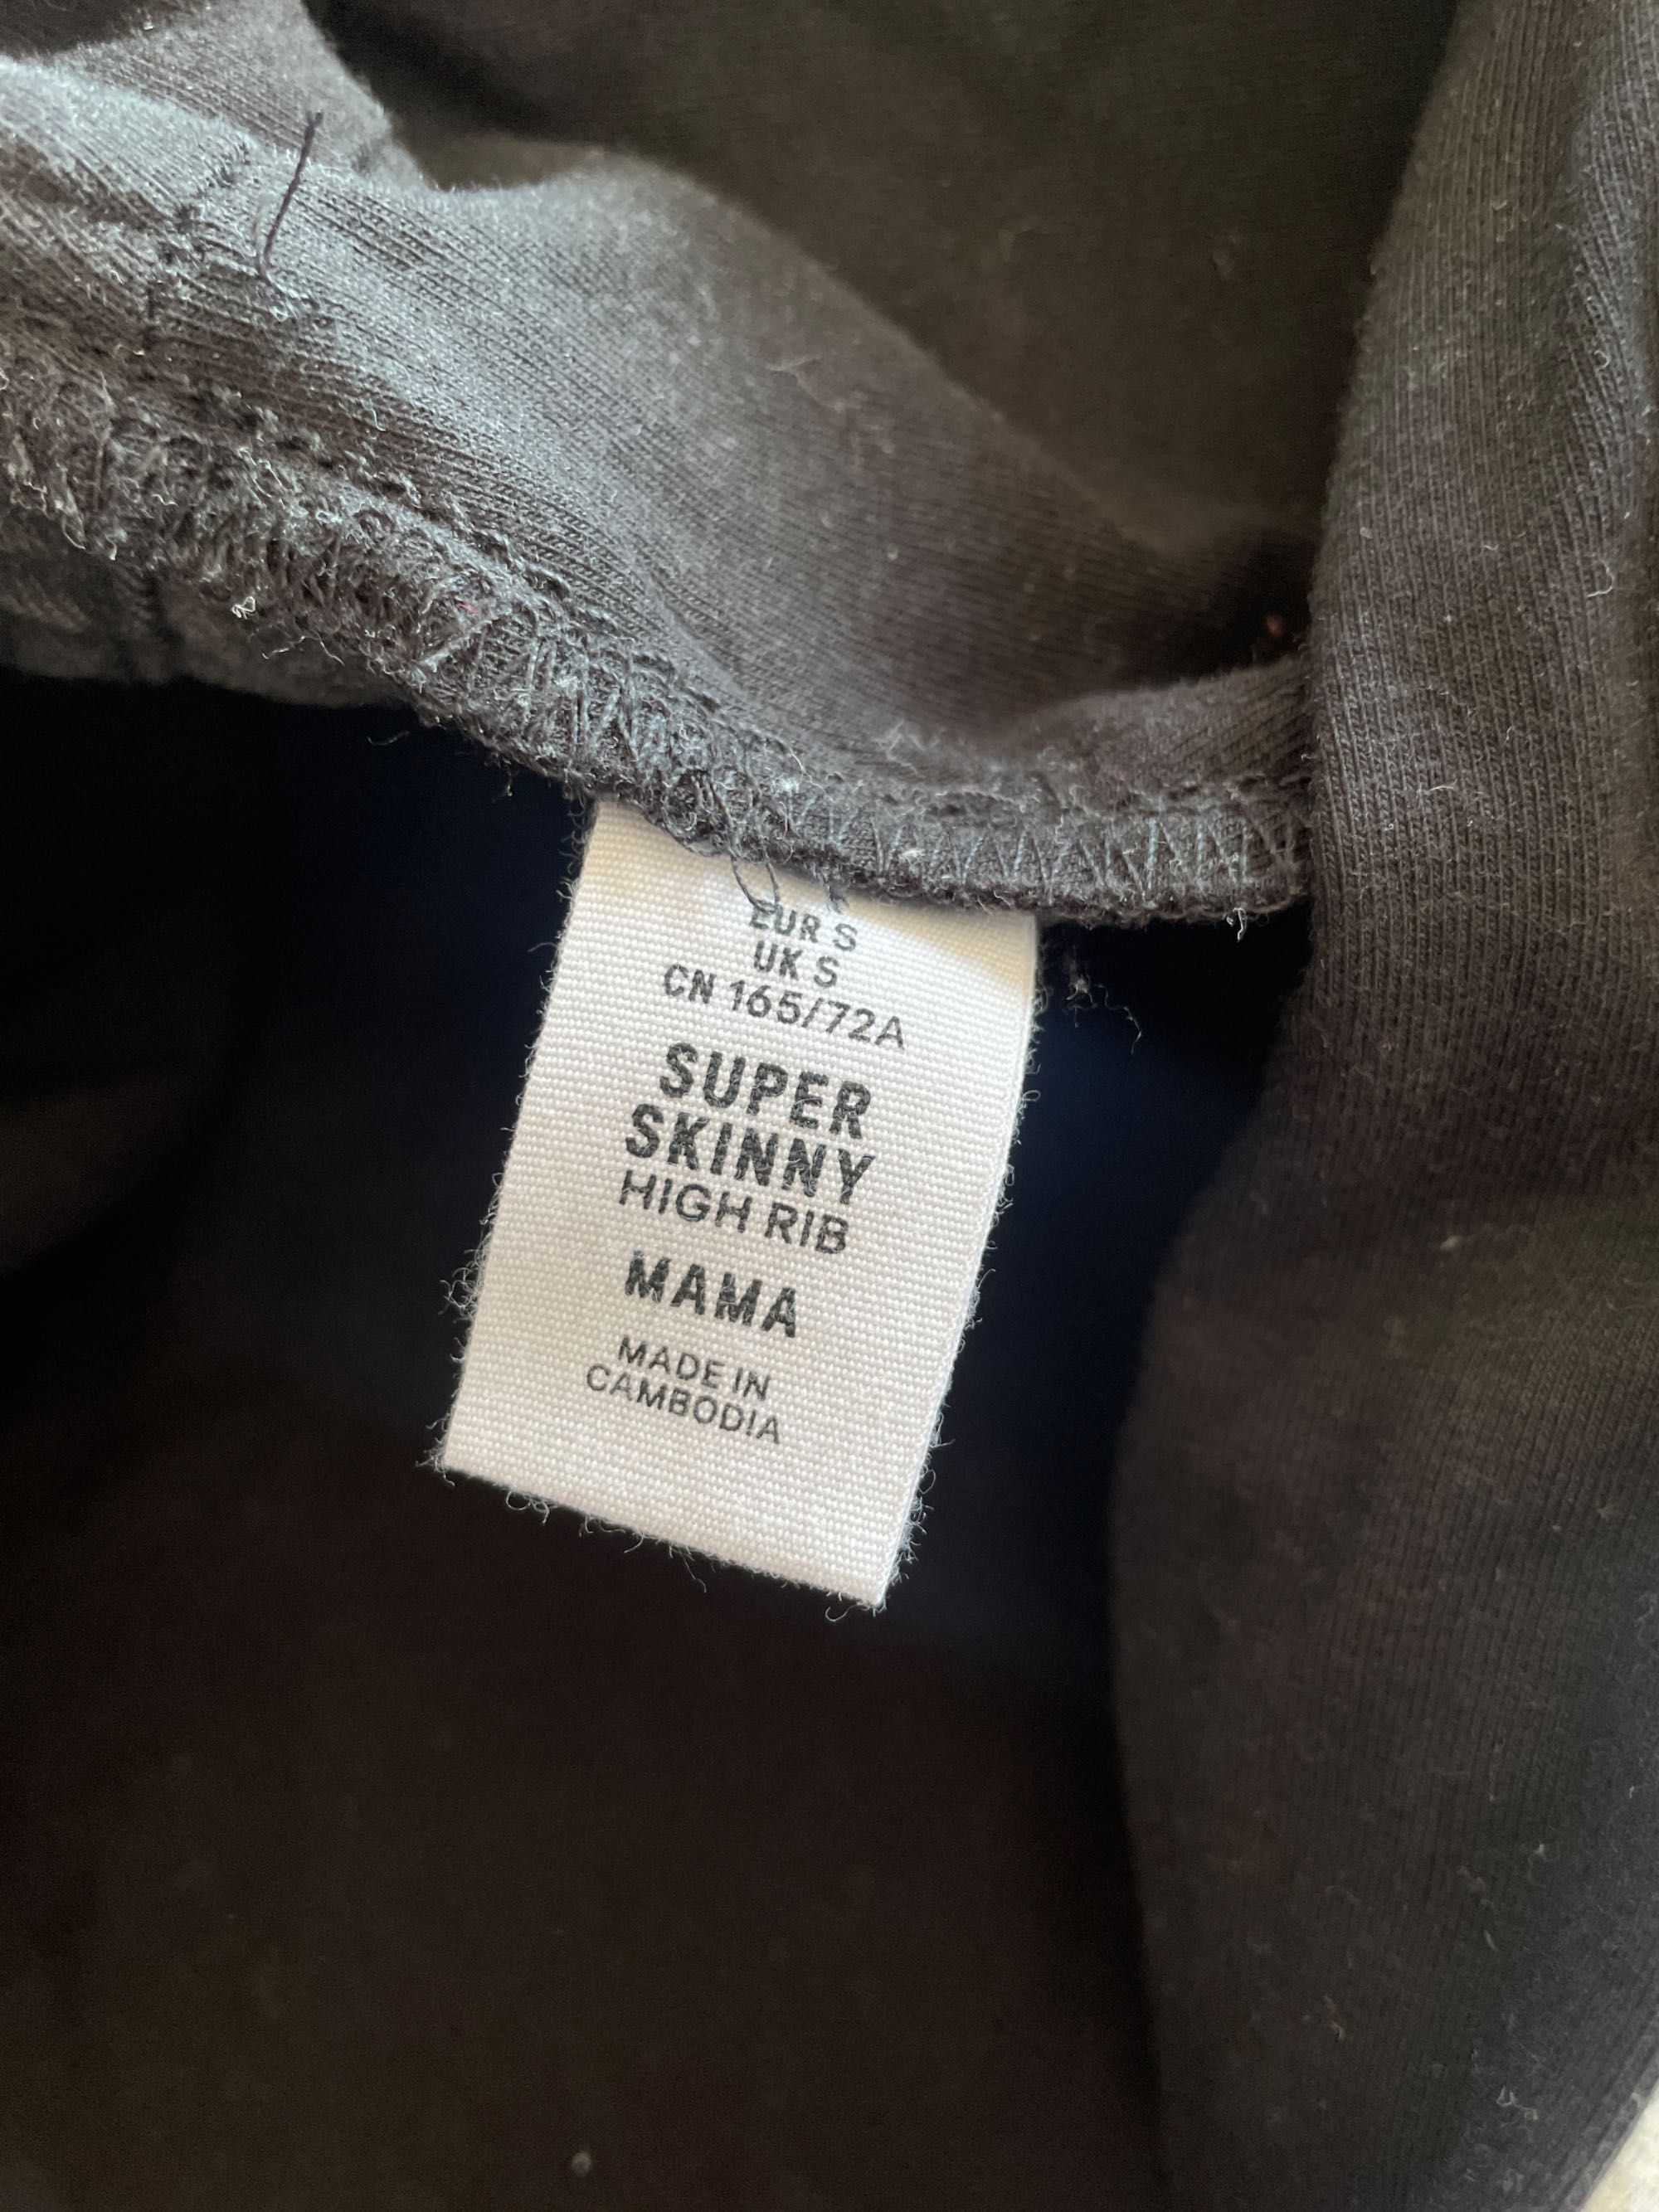 EUR S
UK S
CN 165/72A
SUPER
SKINNY
HIGH RIB
MAMA
MADE IN
CAMBODIA